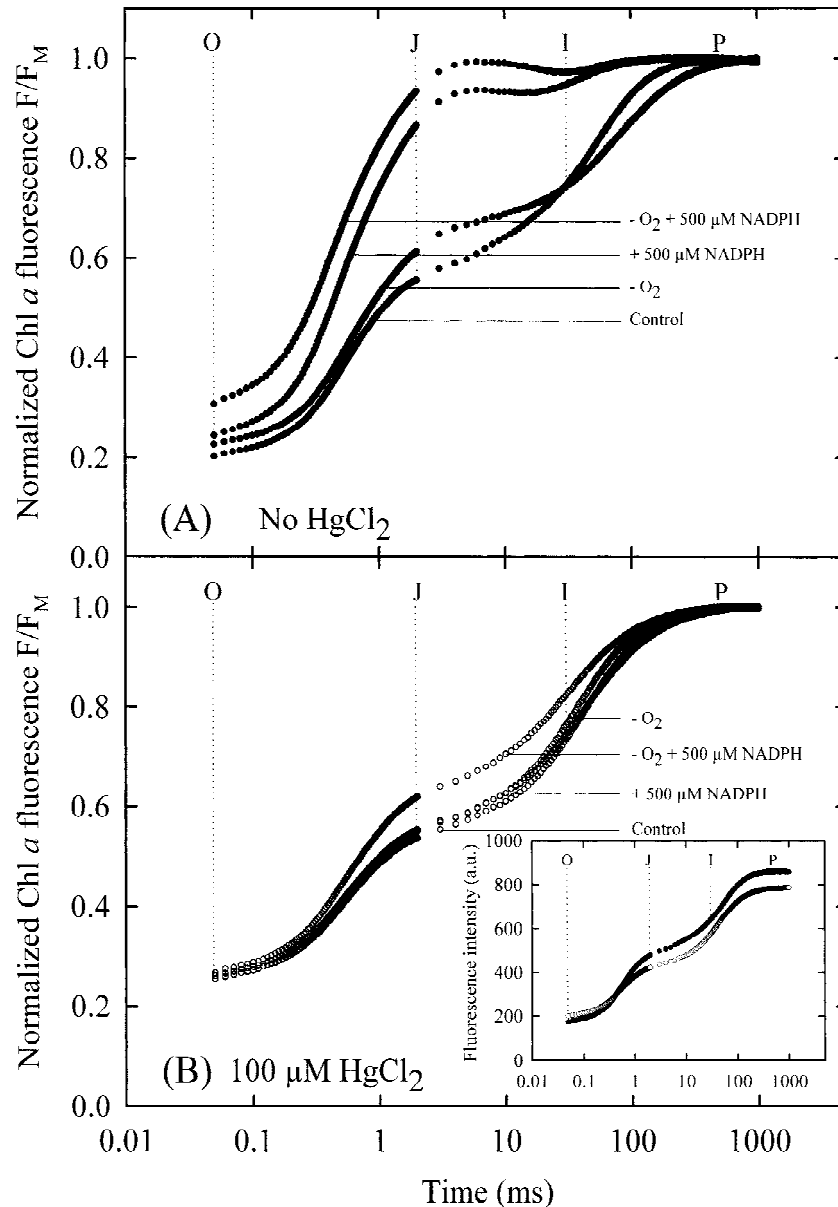 O J I P
1.0
0.8
0.6
0.4
0.2
0.0
Normalized Chl a fluorescence F/FM
- O2 + 500 μM NADPH
+ 500 μM NADPH
- O2
Control
(A) No HgCl2
O J I P
1.0
0.8
0.6
0.4
0.2
0.0
Normalized Chl a fluorescence F/FM
- O2
- O2 + 500 μM NADPH
+ 500 μM NADPH
Control
(B) 100 μM HgCl2
1000
800
600
400
200
0
Fluorescence intensity (a.u.)
O J I P
0.01 0.1 1 10 100 1000
0.01 0.1 1 10 100 1000
Time (ms)